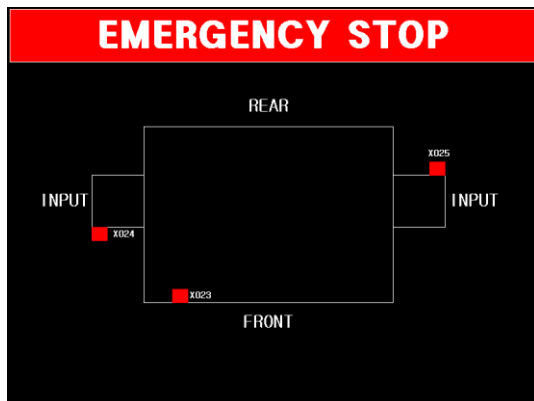 EMERGENCY STOP
REAR
X025
INPUT
INPUT
X024
X023
FRONT